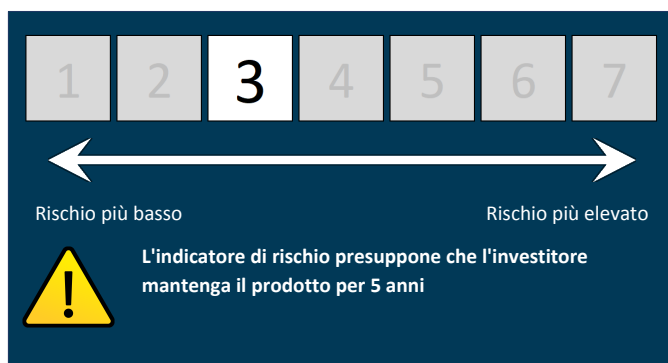 1 2 3 4 5 6 7
Rischio più basso Rischio più elevato
L'indicatore di rischio presuppone che l'investitore
mantenga il prodotto per 5 anni